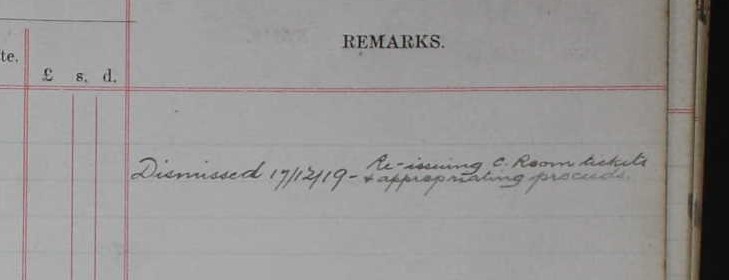 REMARKS.
te.
£ s. d.
Dismissed 17/12/19 - Re-issuing C. Room tickets
& appropriating proceeds.